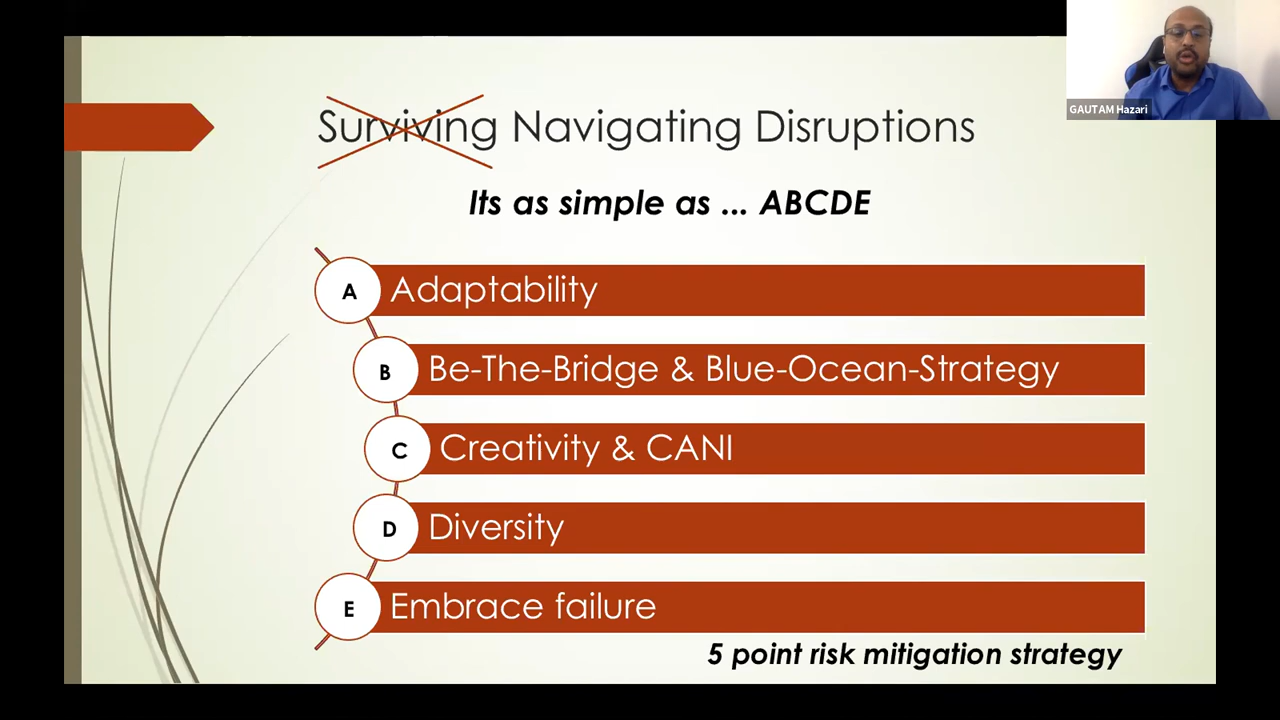 GAUTAM Hazari
Surviving Navigating Disruptions
Its as simple as ... ABCDE
A Adaptability
B Be-The-Bridge & Blue-Ocean-Strategy
C Creativity & CANI
D Diversity
E Embrace failure
5 point risk mitigation strategy